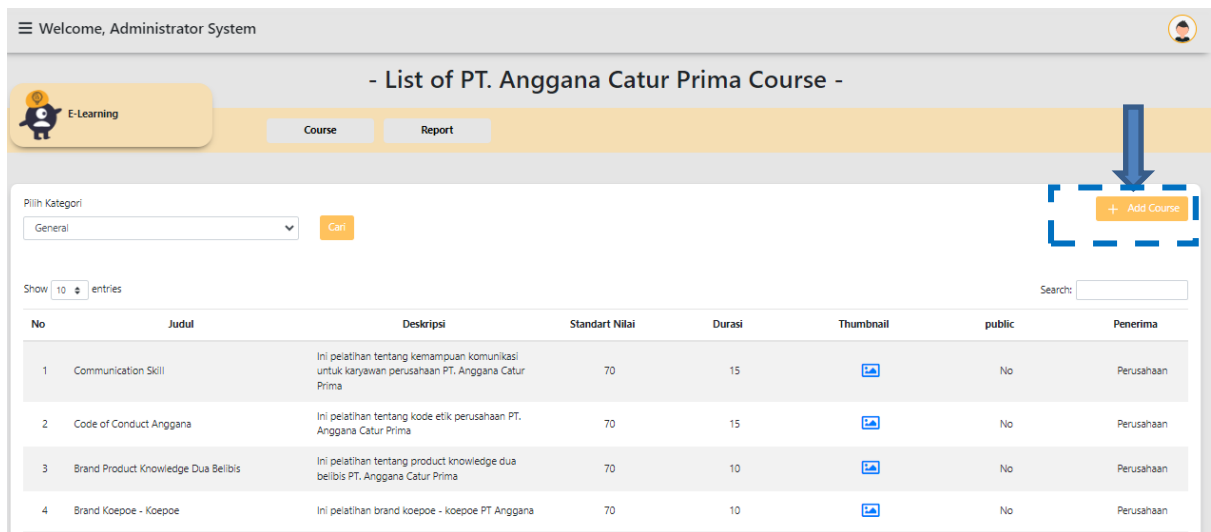 Welcome, Administrator System
- List of PT. Anggana Catur Prima Course -
E-Learning
Course Report
Pilih Kategori
General Cari
+ Add Course
Show 10 entries Search:
No Judul Deskripsi Standart Nilai Durasi Thumbnail public Penerima
1 Communication Skill Ini pelatihan tentang kemampuan komunikasi
untuk karyawan perusahaan PT. Anggana Catur
Prima 70 15 No Perusahaan
2 Code of Conduct Anggana Ini pelatihan tentang kode etik perusahaan PT.
Anggana Catur Prima 70 15 No Perusahaan
3 Brand Product Knowledge Dua Belibis Ini pelatihan tentang product knowledge dua
belibis PT. Anggana Catur Prima 70 10 No Perusahaan
4 Brand Koepoe - Koepoe Ini pelatihan brand koepoe - koepoe PT Anggana 70 10 No Perusahaan